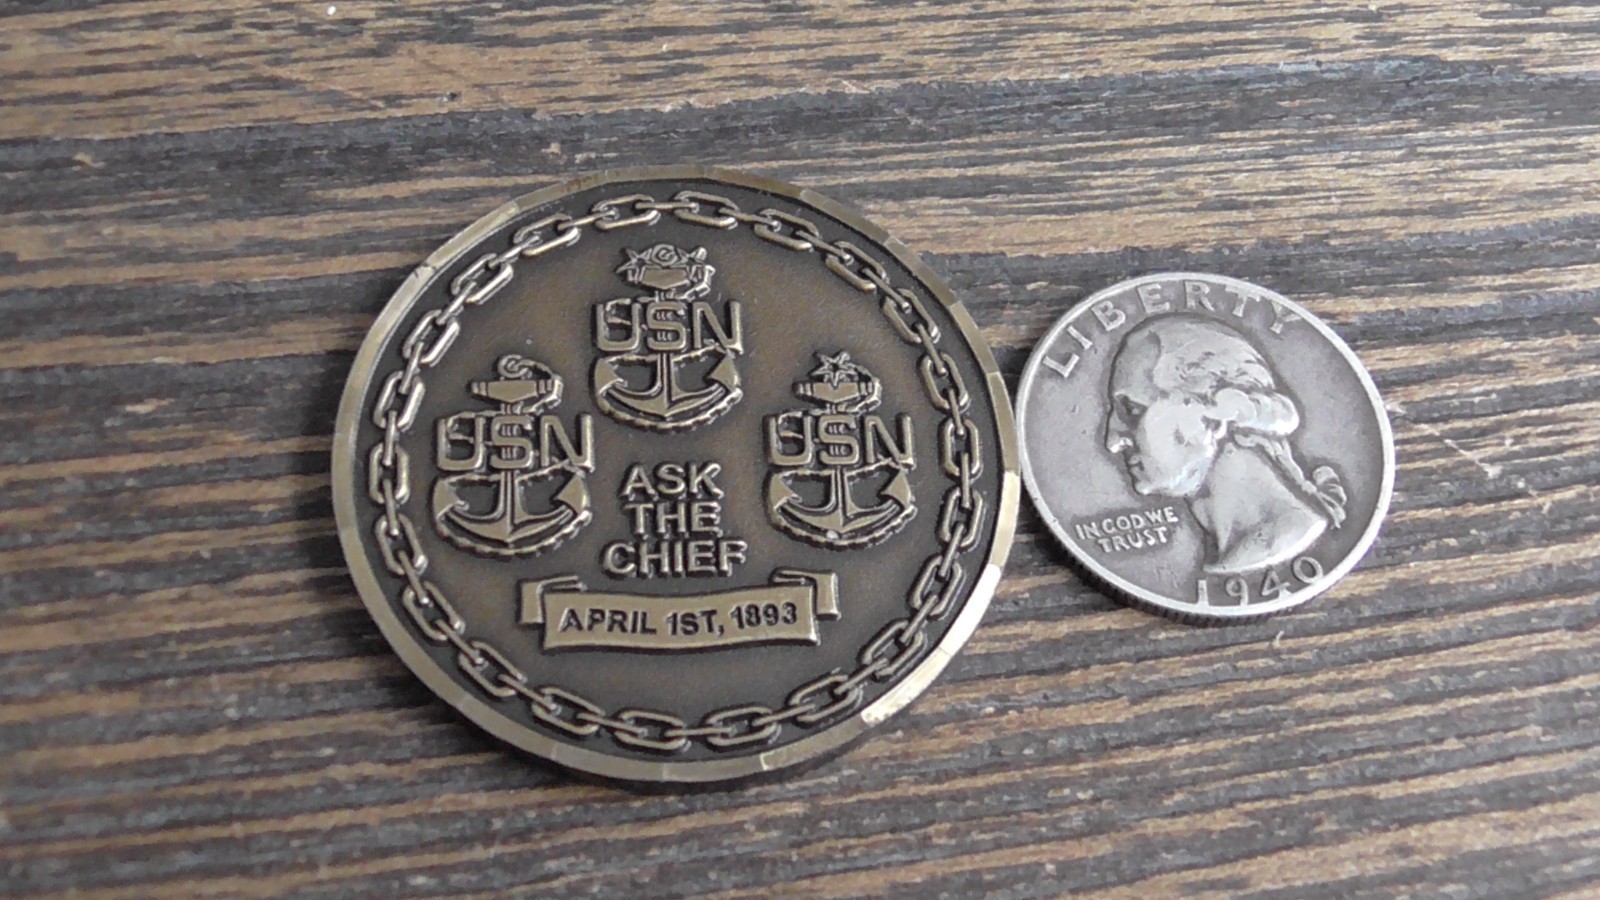 USN
USN
USN
ASK
THE
CHIEF
APRIL 1ST, 1893
LIBERTY
IN GOD WE
TRUST
1940